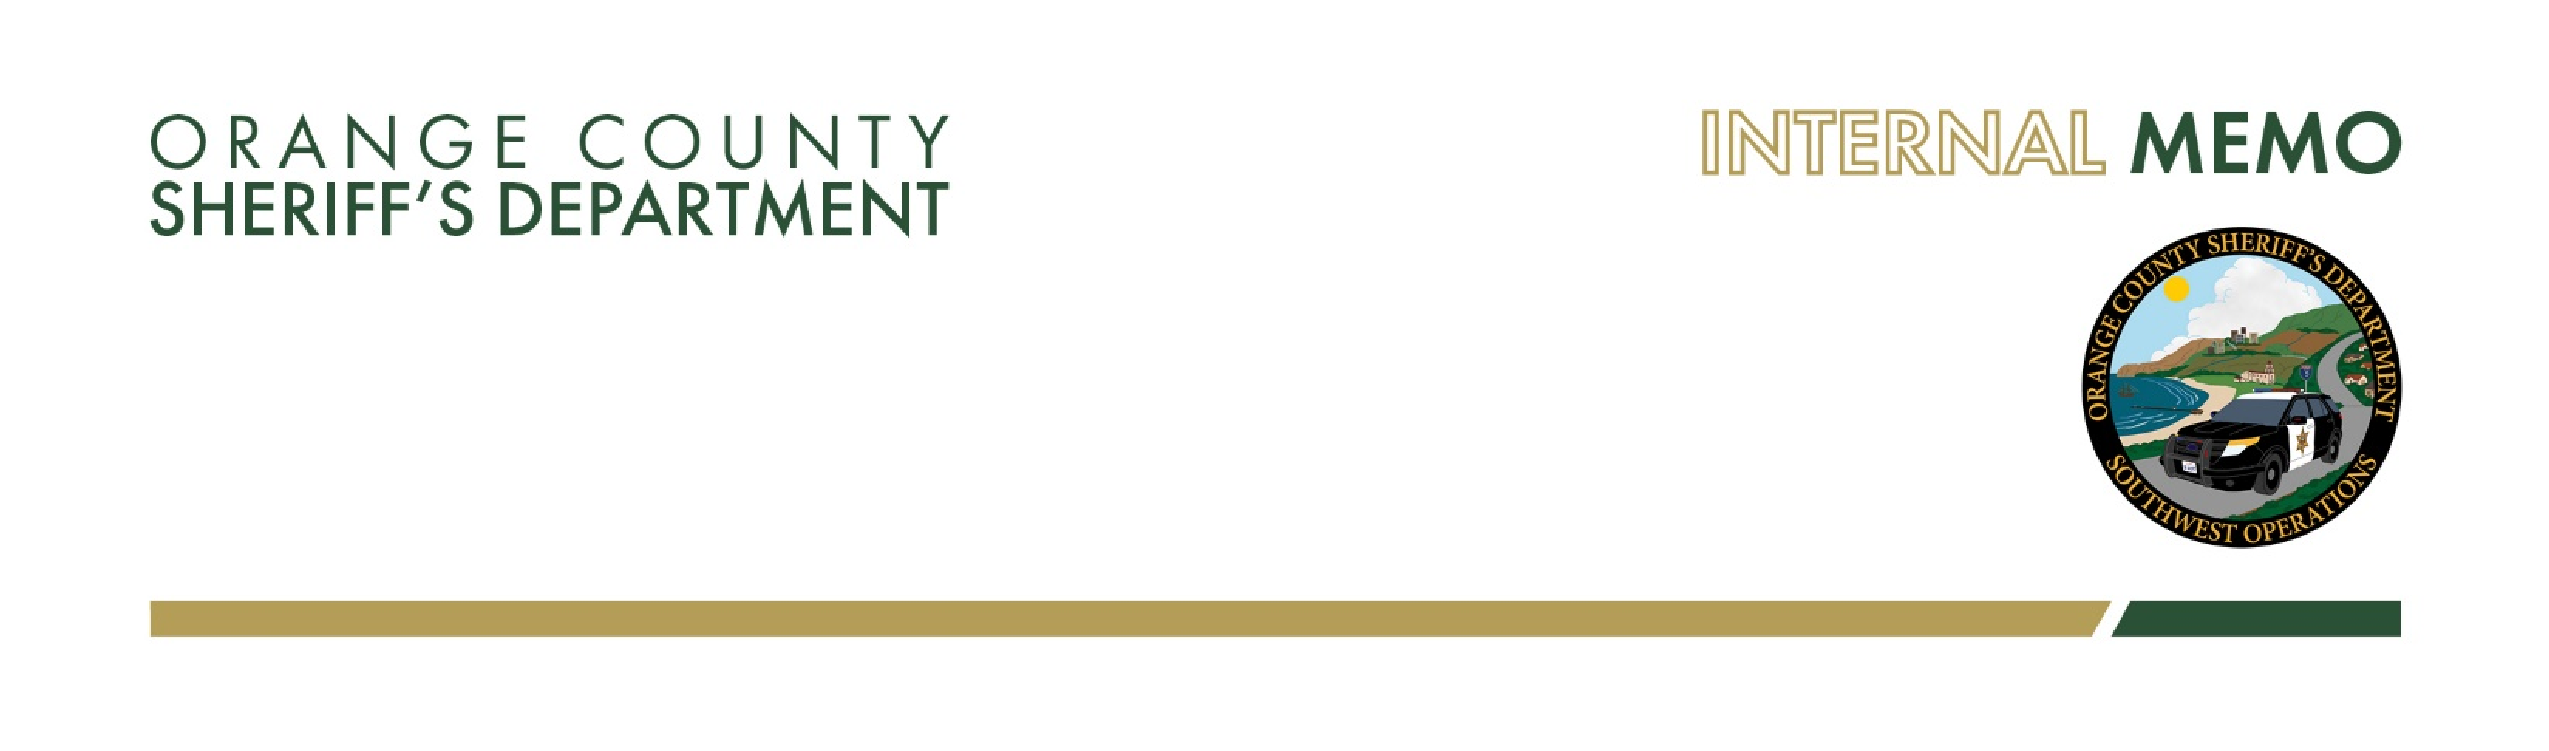 ORANGE COUNTY
SHERIFF'S DEPARTMENT
INTERNAL MEMO
ORANGE COUNTY SHERIFF'S DEPARTMENT
SOUTHWEST OPERATIONS